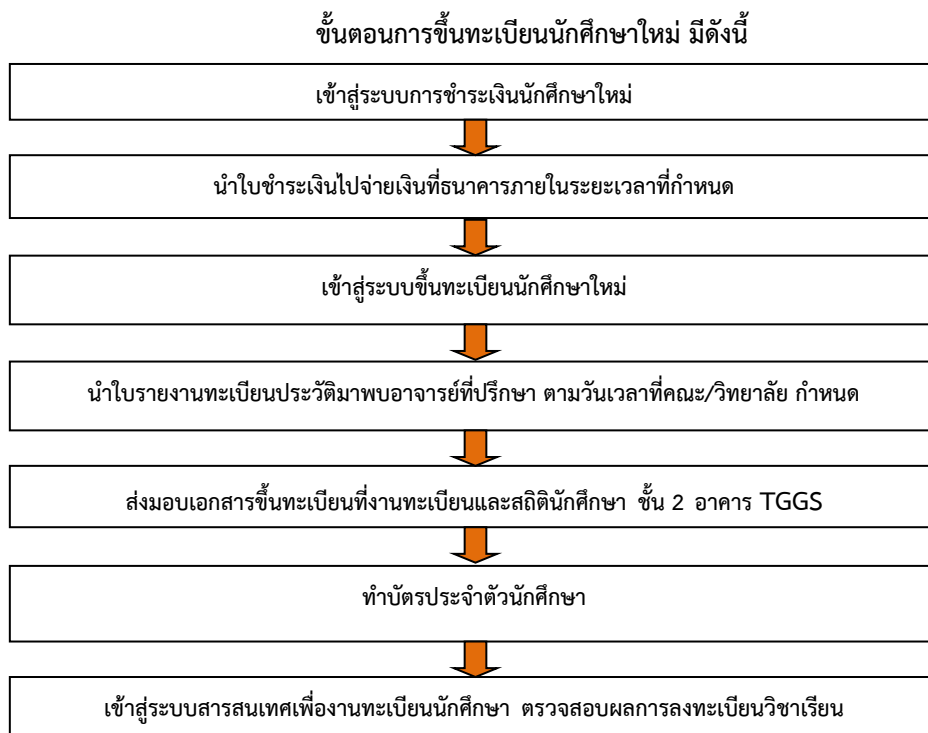 ขั้นตอนการขึ้นทะเบียนนักศึกษาใหม่ มีดังนี้
เข้าสู่ระบบการชำระเงินนักศึกษาใหม่
นำใบชำระเงินไปจ่ายเงินที่ธนาคารภายในระยะเวลาที่กำหนด
เข้าสู่ระบบขึ้นทะเบียนนักศึกษาใหม่
นำใบรายงานทะเบียนประวัติมาพบอาจารย์ที่ปรึกษา ตามวันเวลาที่คณะ/วิทยาลัย กำหนด
ส่งมอบเอกสารขึ้นทะเบียนที่งานทะเบียนและสถิตินักศึกษา ชั้น 2 อาคาร TGGS
ทำบัตรประจำตัวนักศึกษา
เข้าสู่ระบบสารสนเทศเพื่องานทะเบียนนักศึกษา ตรวจสอบผลการลงทะเบียนวิชาเรียน